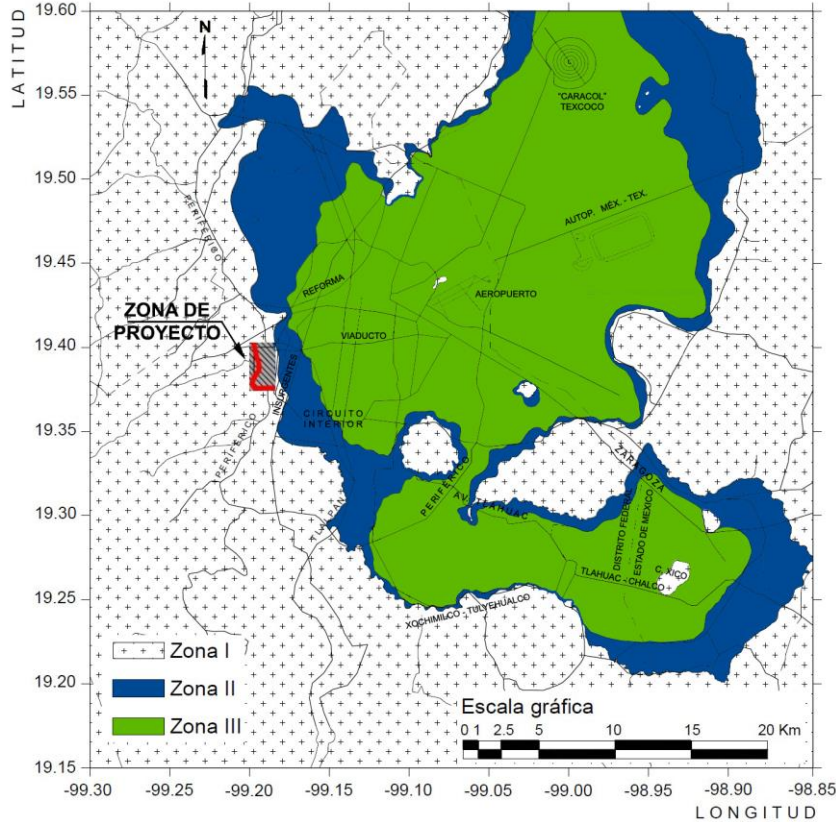 LATITUD
19.60
19.55
19.50
19.45
19.40
19.35
19.30
19.25
19.20
19.15
N
"CARACOL"
TEXCOCO
AUTOP. MÉX. - TEX.
PERIFÉRICO
REFORMA
AEROPUERTO
ZONA DE
PROYECTO
VIADUCTO
INSURGENTES
CIRCUITO
INTERIOR
PERIFÉRICO
ZARAGOZA
PERIFÉRICO
AV. TLAHUAC
TLALPAN
DISTRITO FEDERAL
ESTADO DE MEXICO
C. XICO
TLAHUAC - CHALCO
XOCHIMILCO - TULYEHUALCO
Zona I
Zona II
Zona III
Escala gráfica
0 1 2.5 5 10 15 20 Km
-99.30 -99.25 -99.20 -99.15 -99.10 -99.05 -99.00 -98.95 -98.90 -98.85
LONGITUD